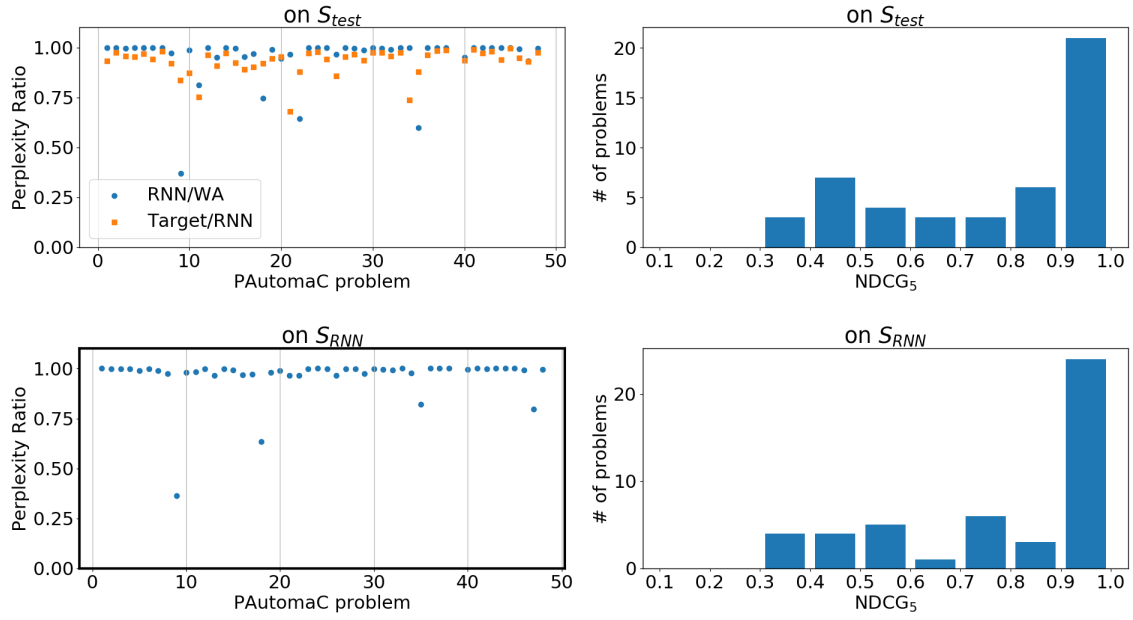 on S_test
1.00
0.75
0.50
0.25
0.00
Perplexity Ratio
RNN/WA
Target/RNN
0 10 20 30 40 50
PAutomaC problem
on S_test
20
15
10
5
0
# of problems
0.1 0.2 0.3 0.4 0.5 0.6 0.7 0.8 0.9 1.0
NDCG₅
on S_RNN
1.00
0.75
0.50
0.25
0.00
Perplexity Ratio
0 10 20 30 40 50
PAutomaC problem
on S_RNN
20
10
0
# of problems
0.1 0.2 0.3 0.4 0.5 0.6 0.7 0.8 0.9 1.0
NDCG₅